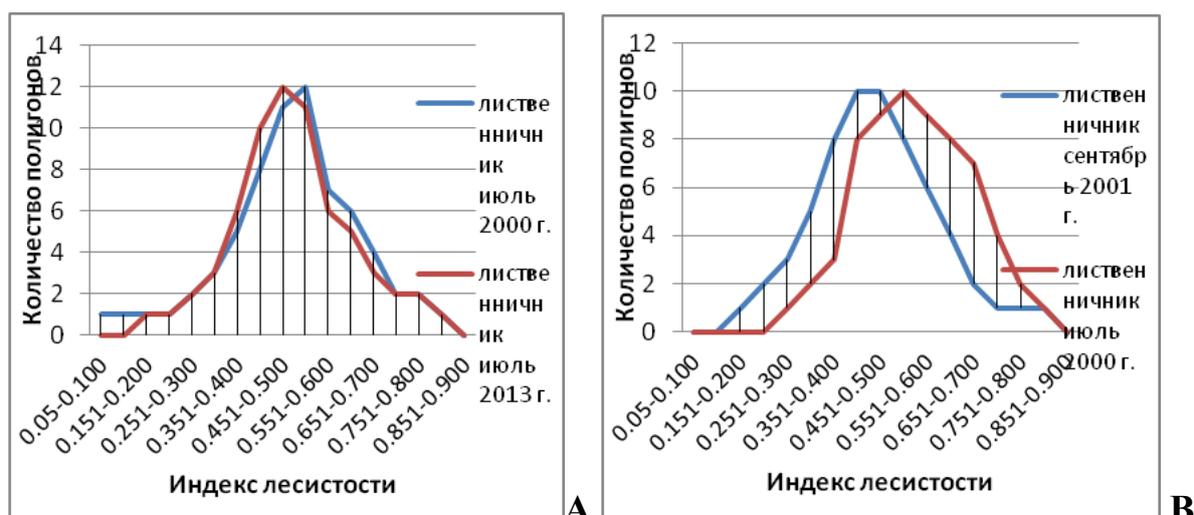 Количество полигонов
14
12
10
8
6
4
2
0
листве
нничн
ик
июль
2000 г.
листве
нничн
ик
июль
2013 г.
0.05-0.100
0.151-0.200
0.251-0.300
0.351-0.400
0.451-0.500
0.551-0.600
0.651-0.700
0.751-0.800
0.851-0.900
Индекс лесистости
А
Количество полигонов
12
10
8
6
4
2
0
листвен
ничник
сентябр
ь 2001
г.
листвен
ничник
июль
2000 г.
0.05-0.100
0.151-0.200
0.251-0.300
0.351-0.400
0.451-0.500
0.551-0.600
0.651-0.700
0.751-0.800
0.851-0.900
Индекс лесистости
В